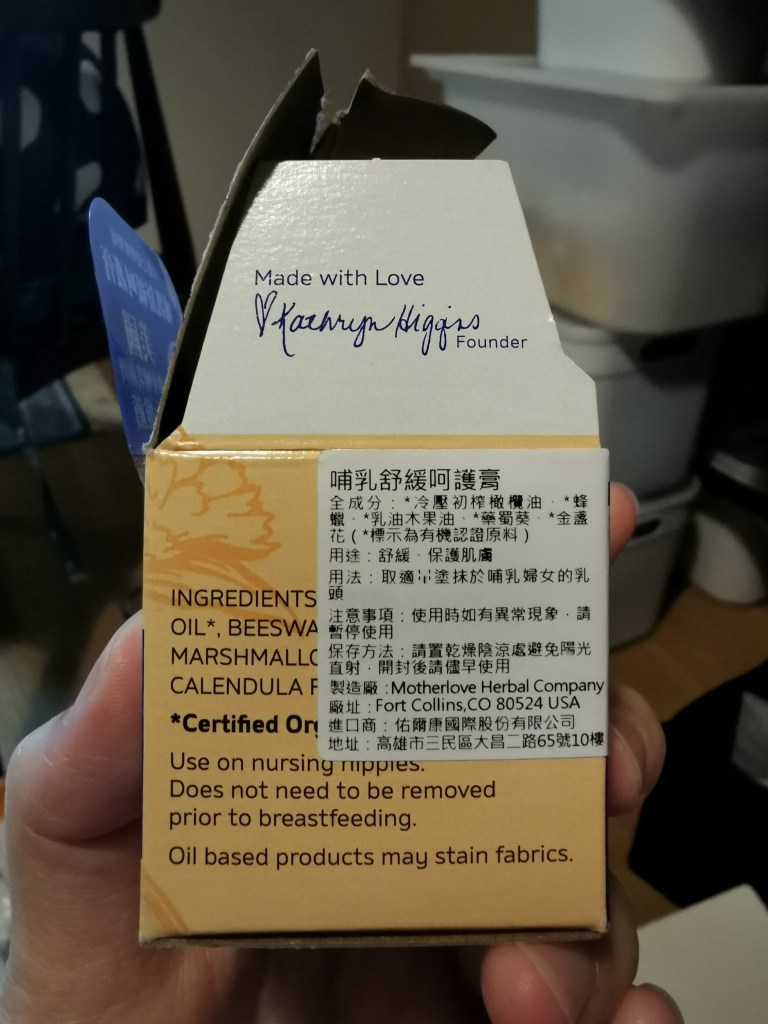 Made with Love
Kathryn Higgins
Founder
哺乳舒緩呵護膏
全成分：*冷壓初榨橄欖油、*蜂
蠟、*乳油木果油、*藥蜀葵、*金盞
花（*標示為有機認證原料）
用途：舒緩、保護肌膚
用法：取適 塗抹於哺乳婦女的乳
頭
注意事項：使用時如有異常現象，請
暫停使用
保存方法：請置乾燥陰涼處避免陽光
直射，開封後請儘早使用
製造廠:Motherlove Herbal Company
廠址:Fort Collins,CO 80524 USA
進口商：佑爾康國際股份有限公司
地址：高雄市三民區大昌二路65號10樓
INGREDIENTS
OIL*, BEESWA
MARSHMALLO
CALENDULA F
*Certified Org
Use on nursing nipples.
Does not need to be removed
prior to breastfeeding.
Oil based products may stain fabrics.